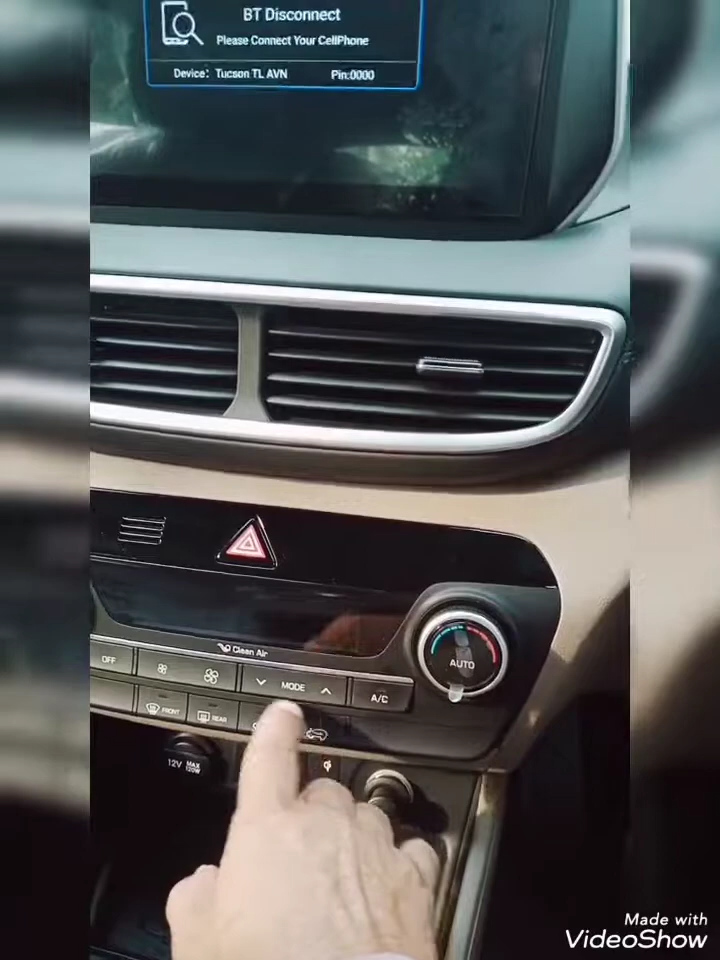 BT Disconnect
Please Connect Your CellPhone
Device: Tucson TL AVN Pin:0000
Clean Air
AUTO
OFF
MODE
A/C
FRONT
REAR
12V MAX 120W
Made with
VideoShow